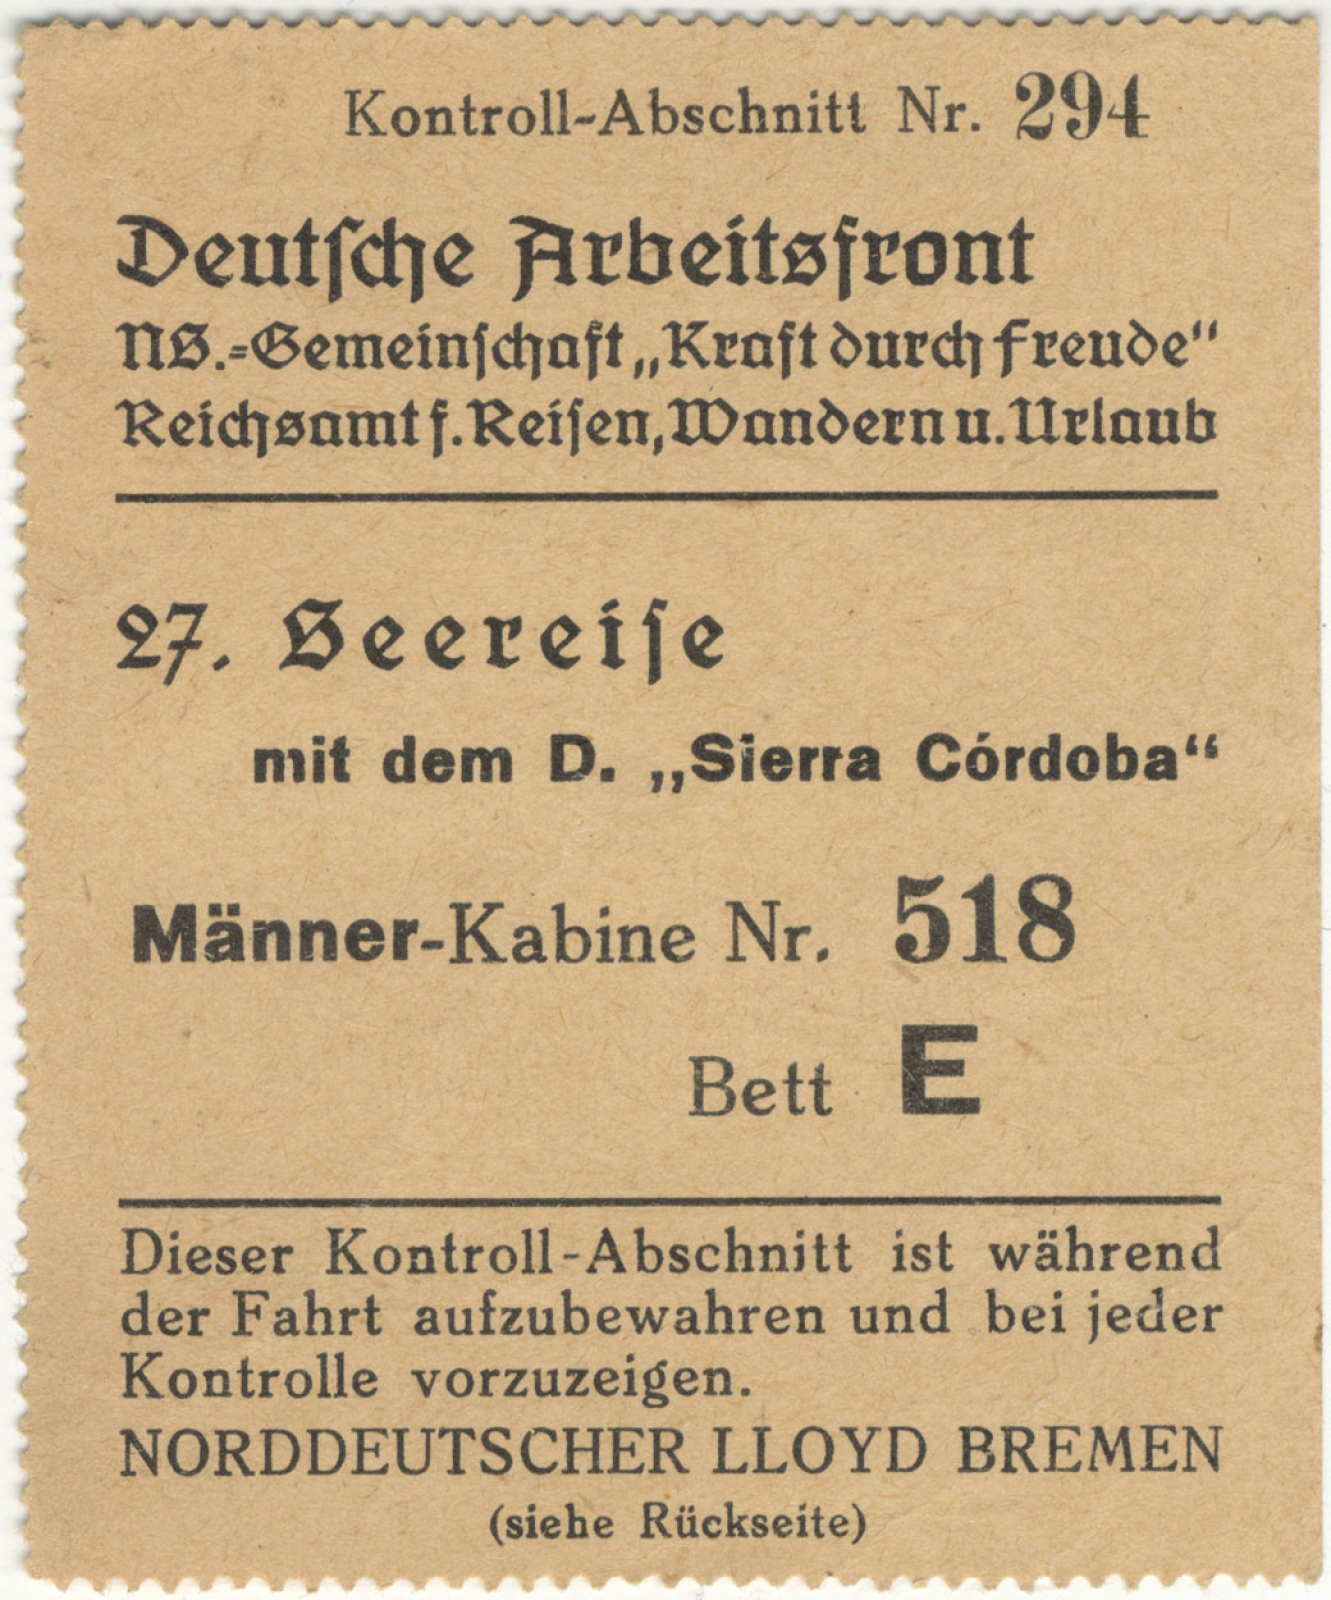 Kontroll-Abschnitt Nr. 294
Deutſche Arbeitsfront
NS.=Gemeinſchaft „Kraft durch Freude“
Reichsamt f. Reiſen, Wandern u. Urlaub
27. Seereiſe
mit dem D. „Sierra Córdoba“
Männer-Kabine Nr. 518
Bett E
Dieser Kontroll-Abschnitt ist während
der Fahrt aufzubewahren und bei jeder
Kontrolle vorzuzeigen.
NORDDEUTSCHER LLOYD BREMEN
(siehe Rückseite)